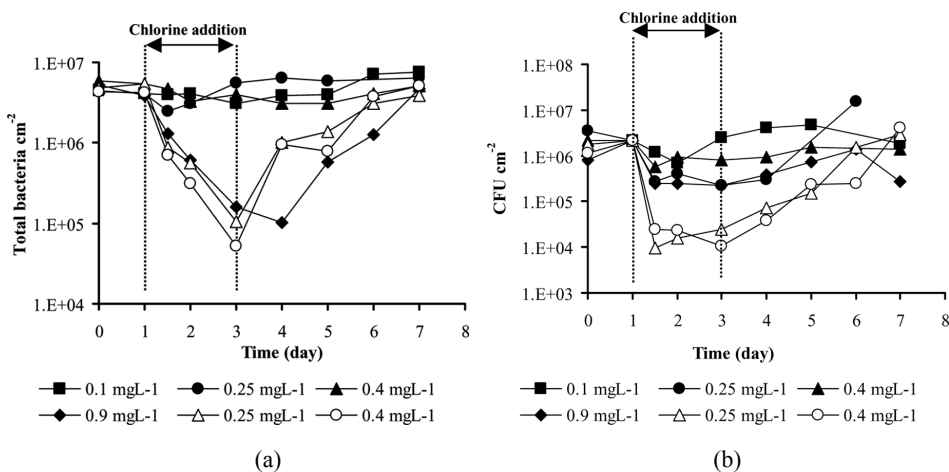 Chlorine addition
1.E+07
1.E+06
1.E+05
1.E+04
Total bacteria cm-2
0 1 2 3 4 5 6 7 8
Time (day)
0.1 mgL-1 0.25 mgL-1 0.4 mgL-1
0.9 mgL-1 0.25 mgL-1 0.4 mgL-1
(a)
Chlorine addition
1.E+08
1.E+07
1.E+06
1.E+05
1.E+04
1.E+03
CFU cm-2
0 1 2 3 4 5 6 7 8
Time (day)
0.1 mgL-1 0.25 mgL-1 0.4 mgL-1
0.9 mgL-1 0.25 mgL-1 0.4 mgL-1
(b)